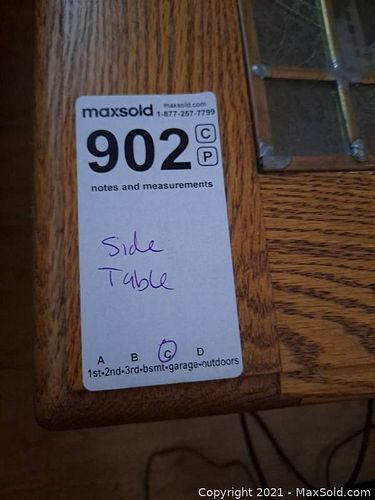 maxsold maxsold.com
1-877-257-7799
902 C
P
notes and measurements
Side
Table
A B C D
1st•2nd•3rd•bsmt•garage•outdoors
Copyright © 2021 - MaxSold.com